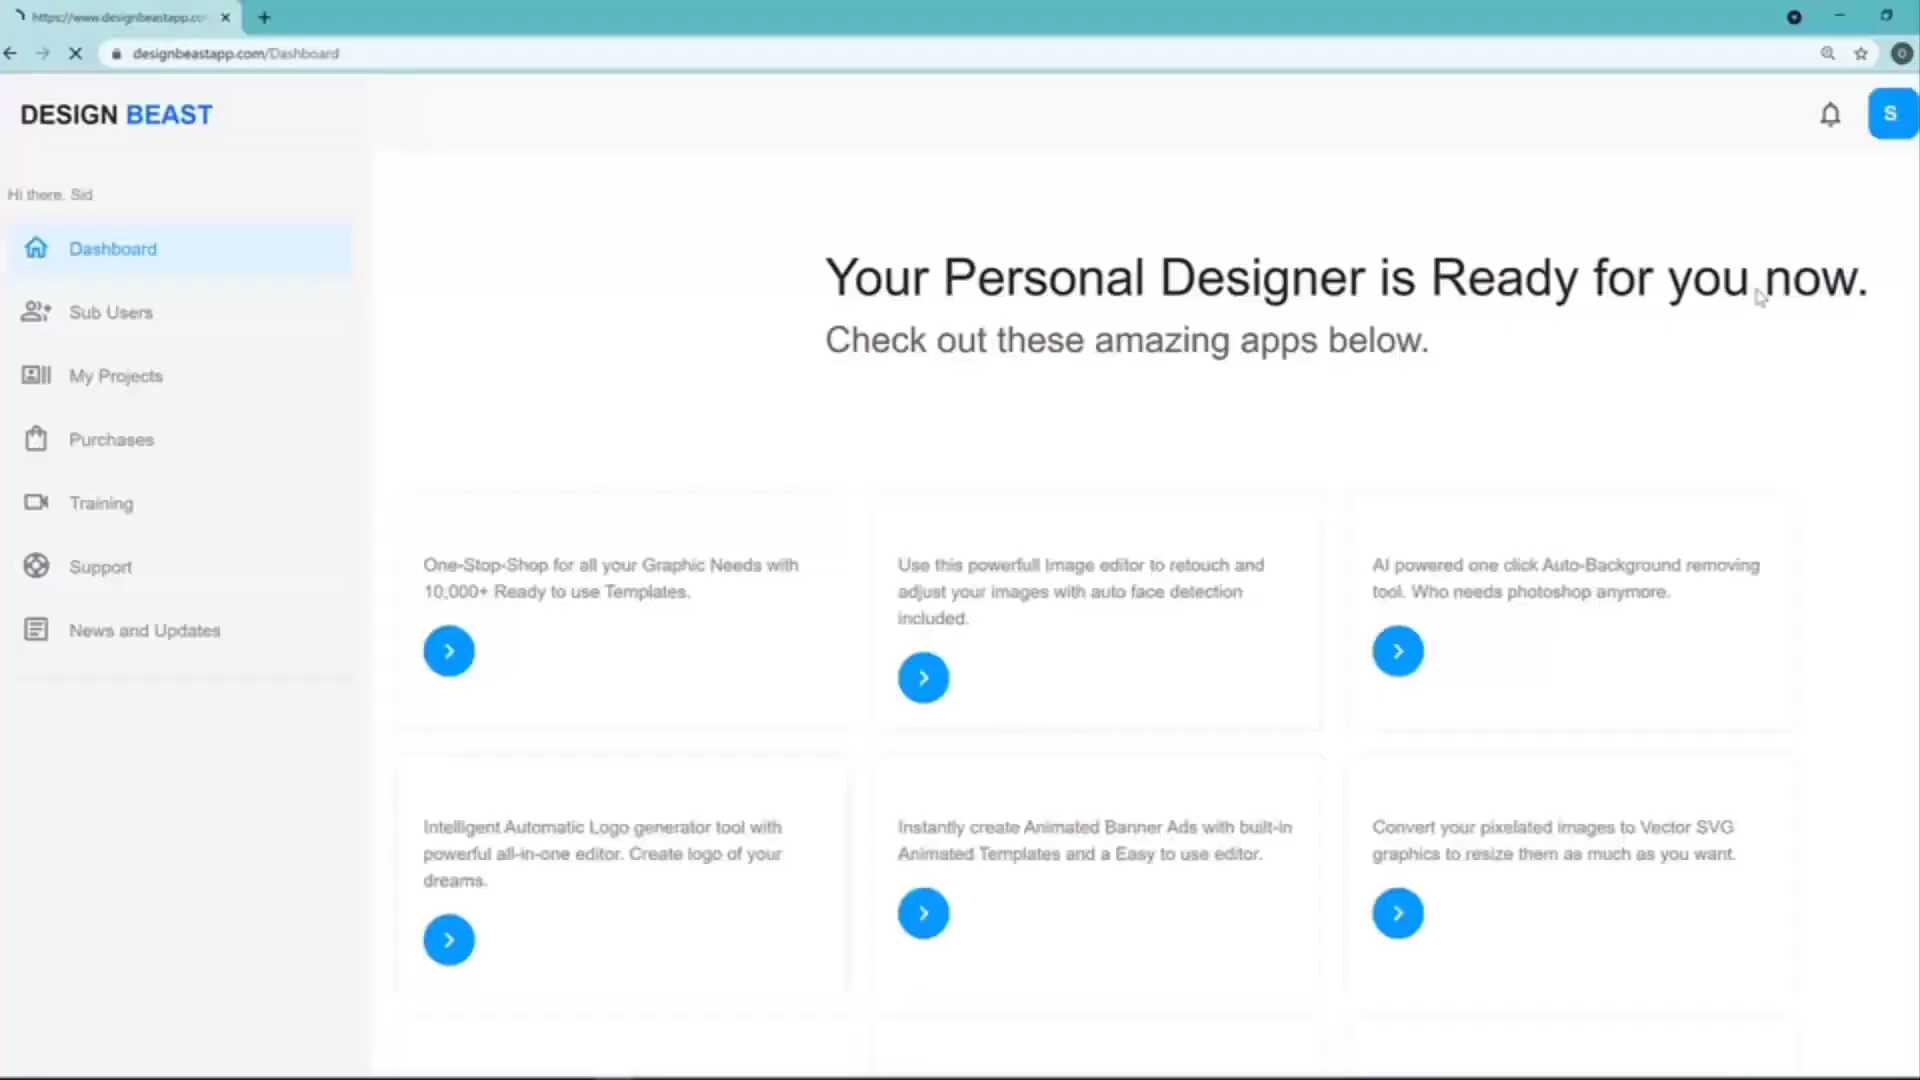 https://www.designbeastapp.co
designbeastapp.com/Dashboard
DESIGN BEAST
S
Hi there, Sid
Dashboard
Sub Users
My Projects
Purchases
Training
Support
News and Updates
Your Personal Designer is Ready for you now.
Check out these amazing apps below.
One-Stop-Shop for all your Graphic Needs with
10,000+ Ready to use Templates.
Use this powerfull Image editor to retouch and
adjust your images with auto face detection
included.
AI powered one click Auto-Background removing
tool. Who needs photoshop anymore.
Intelligent Automatic Logo generator tool with
powerful all-in-one editor. Create logo of your
dreams.
Instantly create Animated Banner Ads with built-in
Animated Templates and a Easy to use editor.
Convert your pixelated images to Vector SVG
graphics to resize them as much as you want.